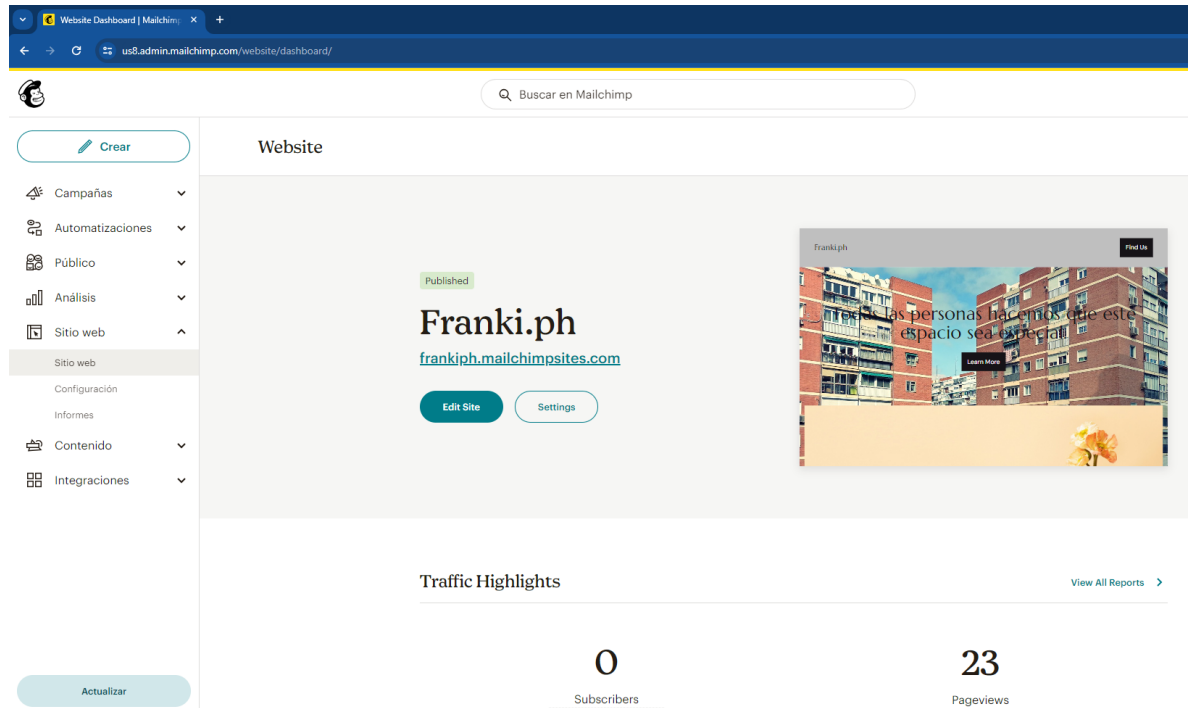 Website Dashboard | Mailchimp
us8.admin.mailchimp.com/website/dashboard/
Buscar en Mailchimp
Crear
Campañas
Automatizaciones
Público
Análisis
Sitio web
Sitio web
Configuración
Informes
Contenido
Integraciones
Actualizar
Website
Published
Franki.ph
frankiph.mailchimpsites.com
Edit Site
Settings
Franki.ph
Find Us
Todas las personas hacemos que este
espacio sea especial
Learn More
Traffic Highlights
View All Reports
0
Subscribers
23
Pageviews